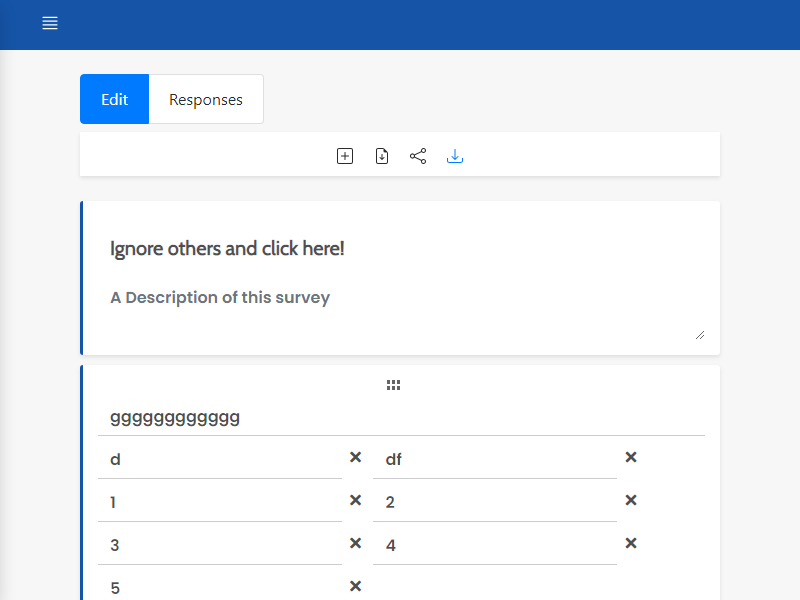 Edit
Responses
Ignore others and click here!
A Description of this survey
gggggggggggg
d
df
1
2
3
4
5